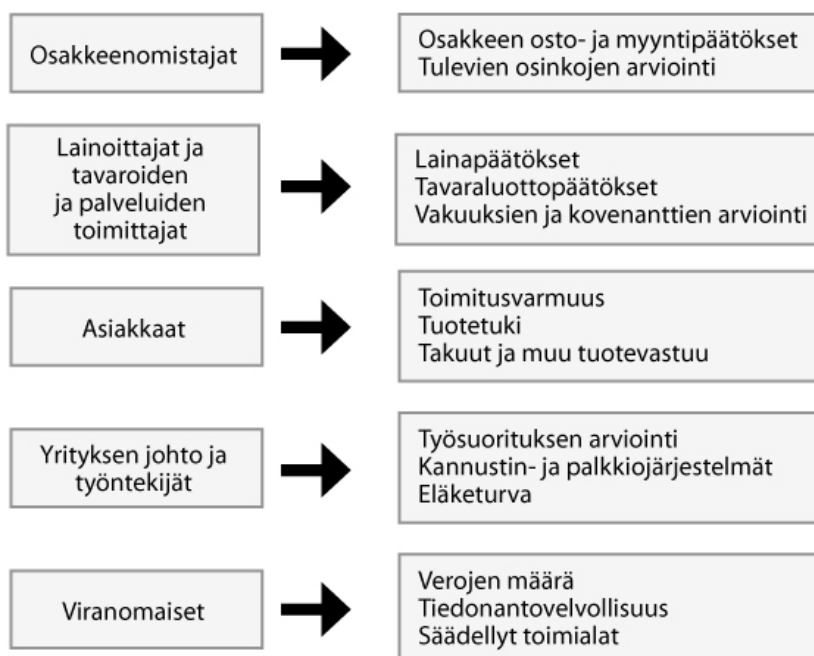 Osakkeenomistajat
Osakkeen osto- ja myyntipäätökset
Tulevien osinkojen arviointi
Lainoittajat ja
tavaroiden
ja palveluiden
toimittajat
Lainapäätökset
Tavaraluottopäätökset
Vakuuksien ja kovenanttien arviointi
Asiakkaat
Toimitusvarmuus
Tuotetuki
Takuut ja muu tuotevastuu
Yrityksen johto ja
työntekijät
Työsuorituksen arviointi
Kannustin- ja palkkiojärjestelmät
Eläketurva
Viranomaiset
Verojen määrä
Tiedonantovelvollisuus
Säädellyt toimialat